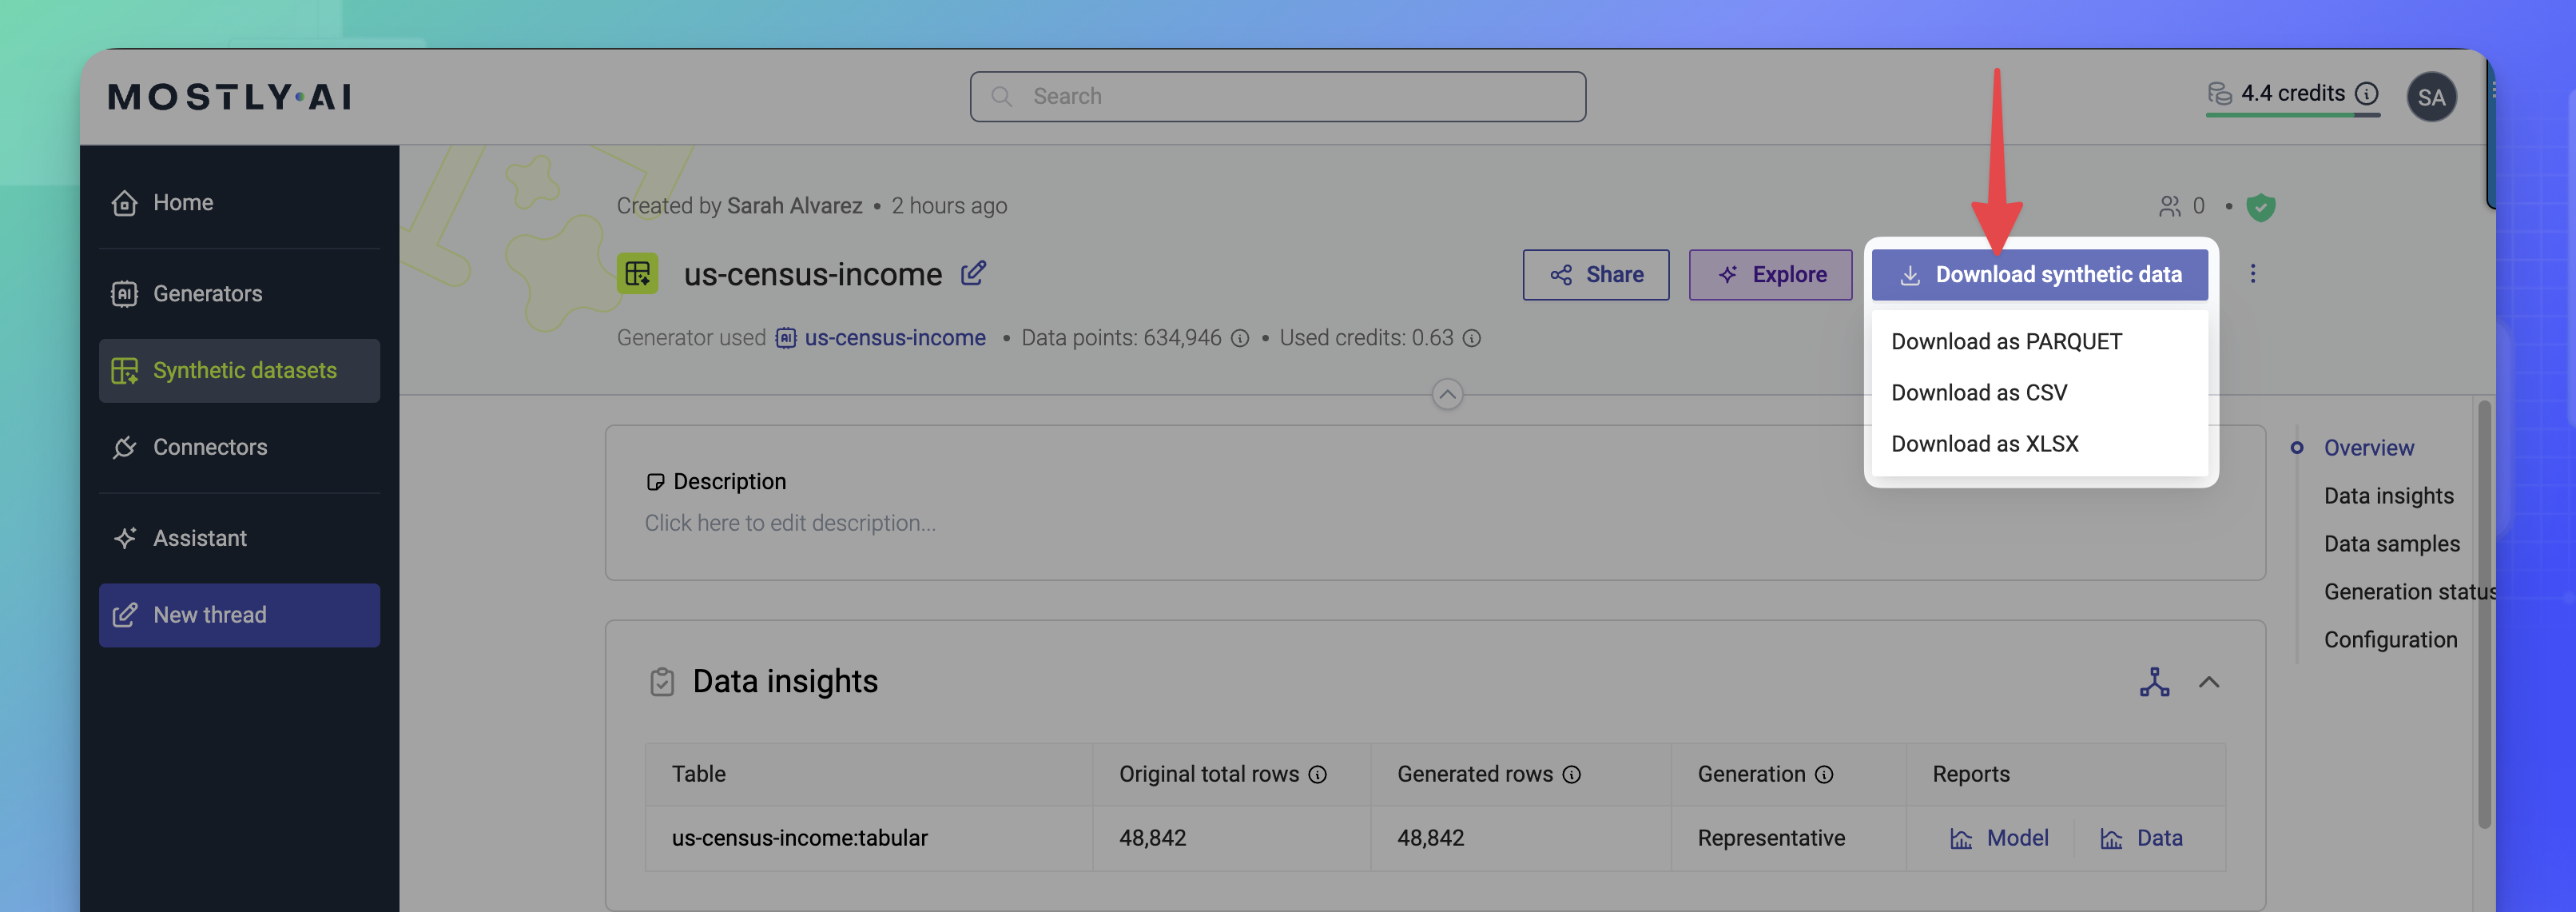 MOSTLY·AI
Search
4.4 credits
SA
Home
Generators
Synthetic datasets
Connectors
Assistant
New thread
Created by Sarah Alvarez • 2 hours ago
0 •
us-census-income
Share
Explore
Download synthetic data
Generator used us-census-income • Data points: 634,946 • Used credits: 0.63
Download as PARQUET
Download as CSV
Download as XLSX
Description
Click here to edit description...
Overview
Data insights
Data samples
Generation status
Configuration
Data insights
Table Original total rows Generated rows Generation Reports
us-census-income:tabular 48,842 48,842 Representative Model Data